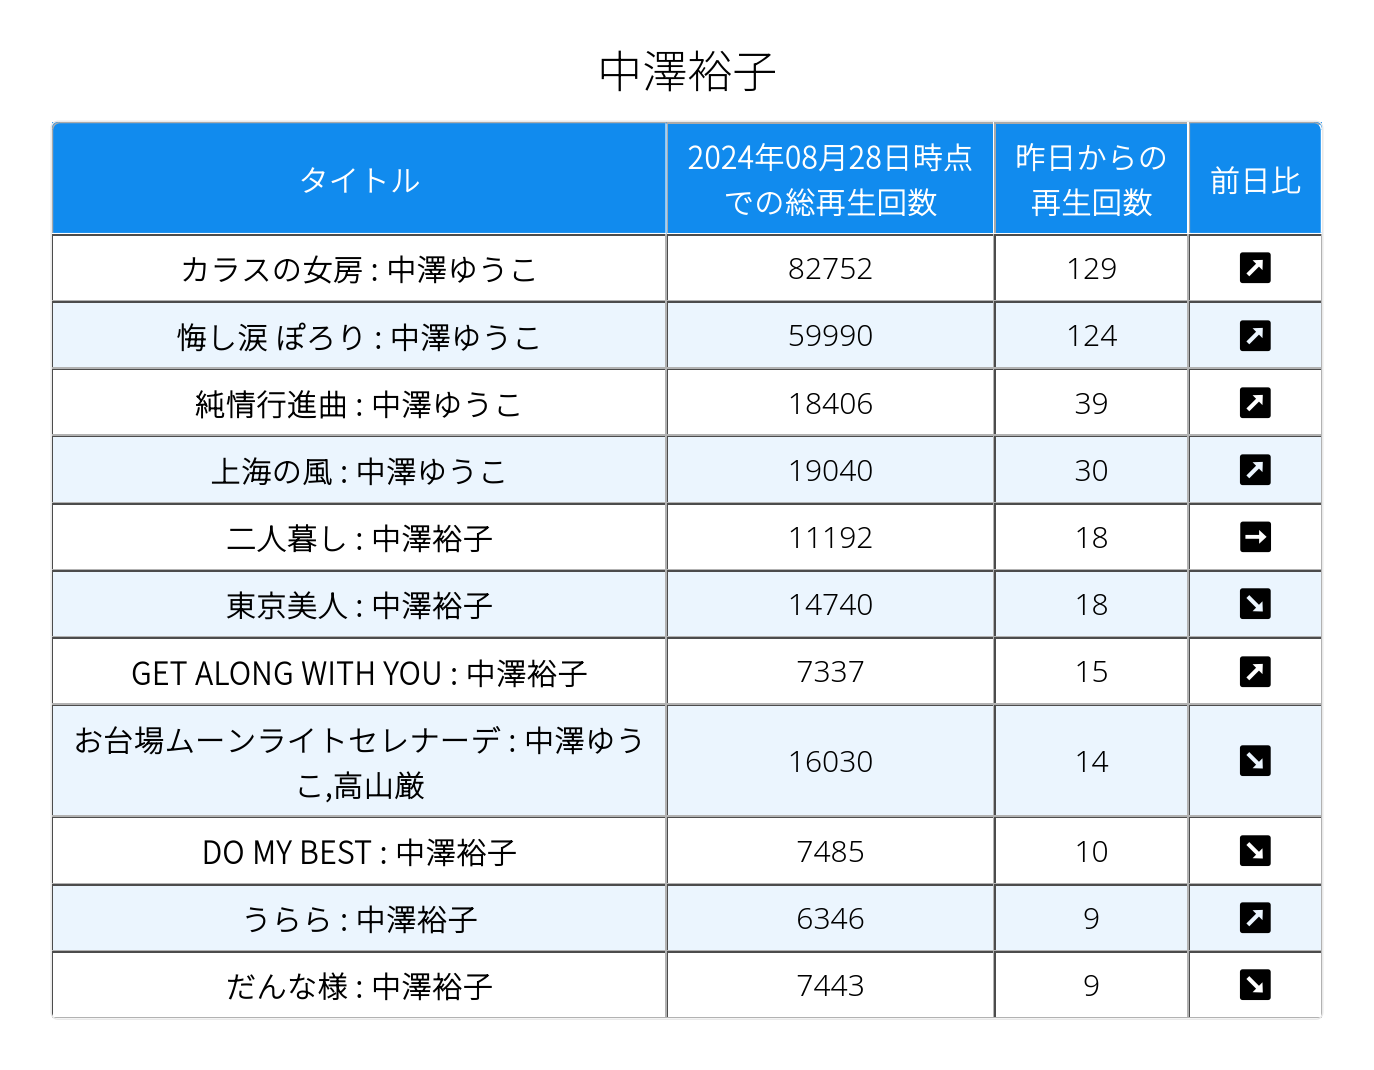 中澤裕子
タイトル
2024年08月28日時点
での総再生回数
昨日からの
再生回数
前日比
カラスの女房 : 中澤ゆうこ 82752 129 ↗
悔し涙 ぽろり : 中澤ゆうこ 59990 124 ↗
純情行進曲 : 中澤ゆうこ 18406 39 ↗
上海の風 : 中澤ゆうこ 19040 30 ↗
二人暮し : 中澤裕子 11192 18 →
東京美人 : 中澤裕子 14740 18 ↘
GET ALONG WITH YOU : 中澤裕子 7337 15 ↗
お台場ムーンライトセレナーデ : 中澤ゆう
こ,高山厳 16030 14 ↘
DO MY BEST : 中澤裕子 7485 10 ↘
うらら : 中澤裕子 6346 9 ↗
だんな様 : 中澤裕子 7443 9 ↘